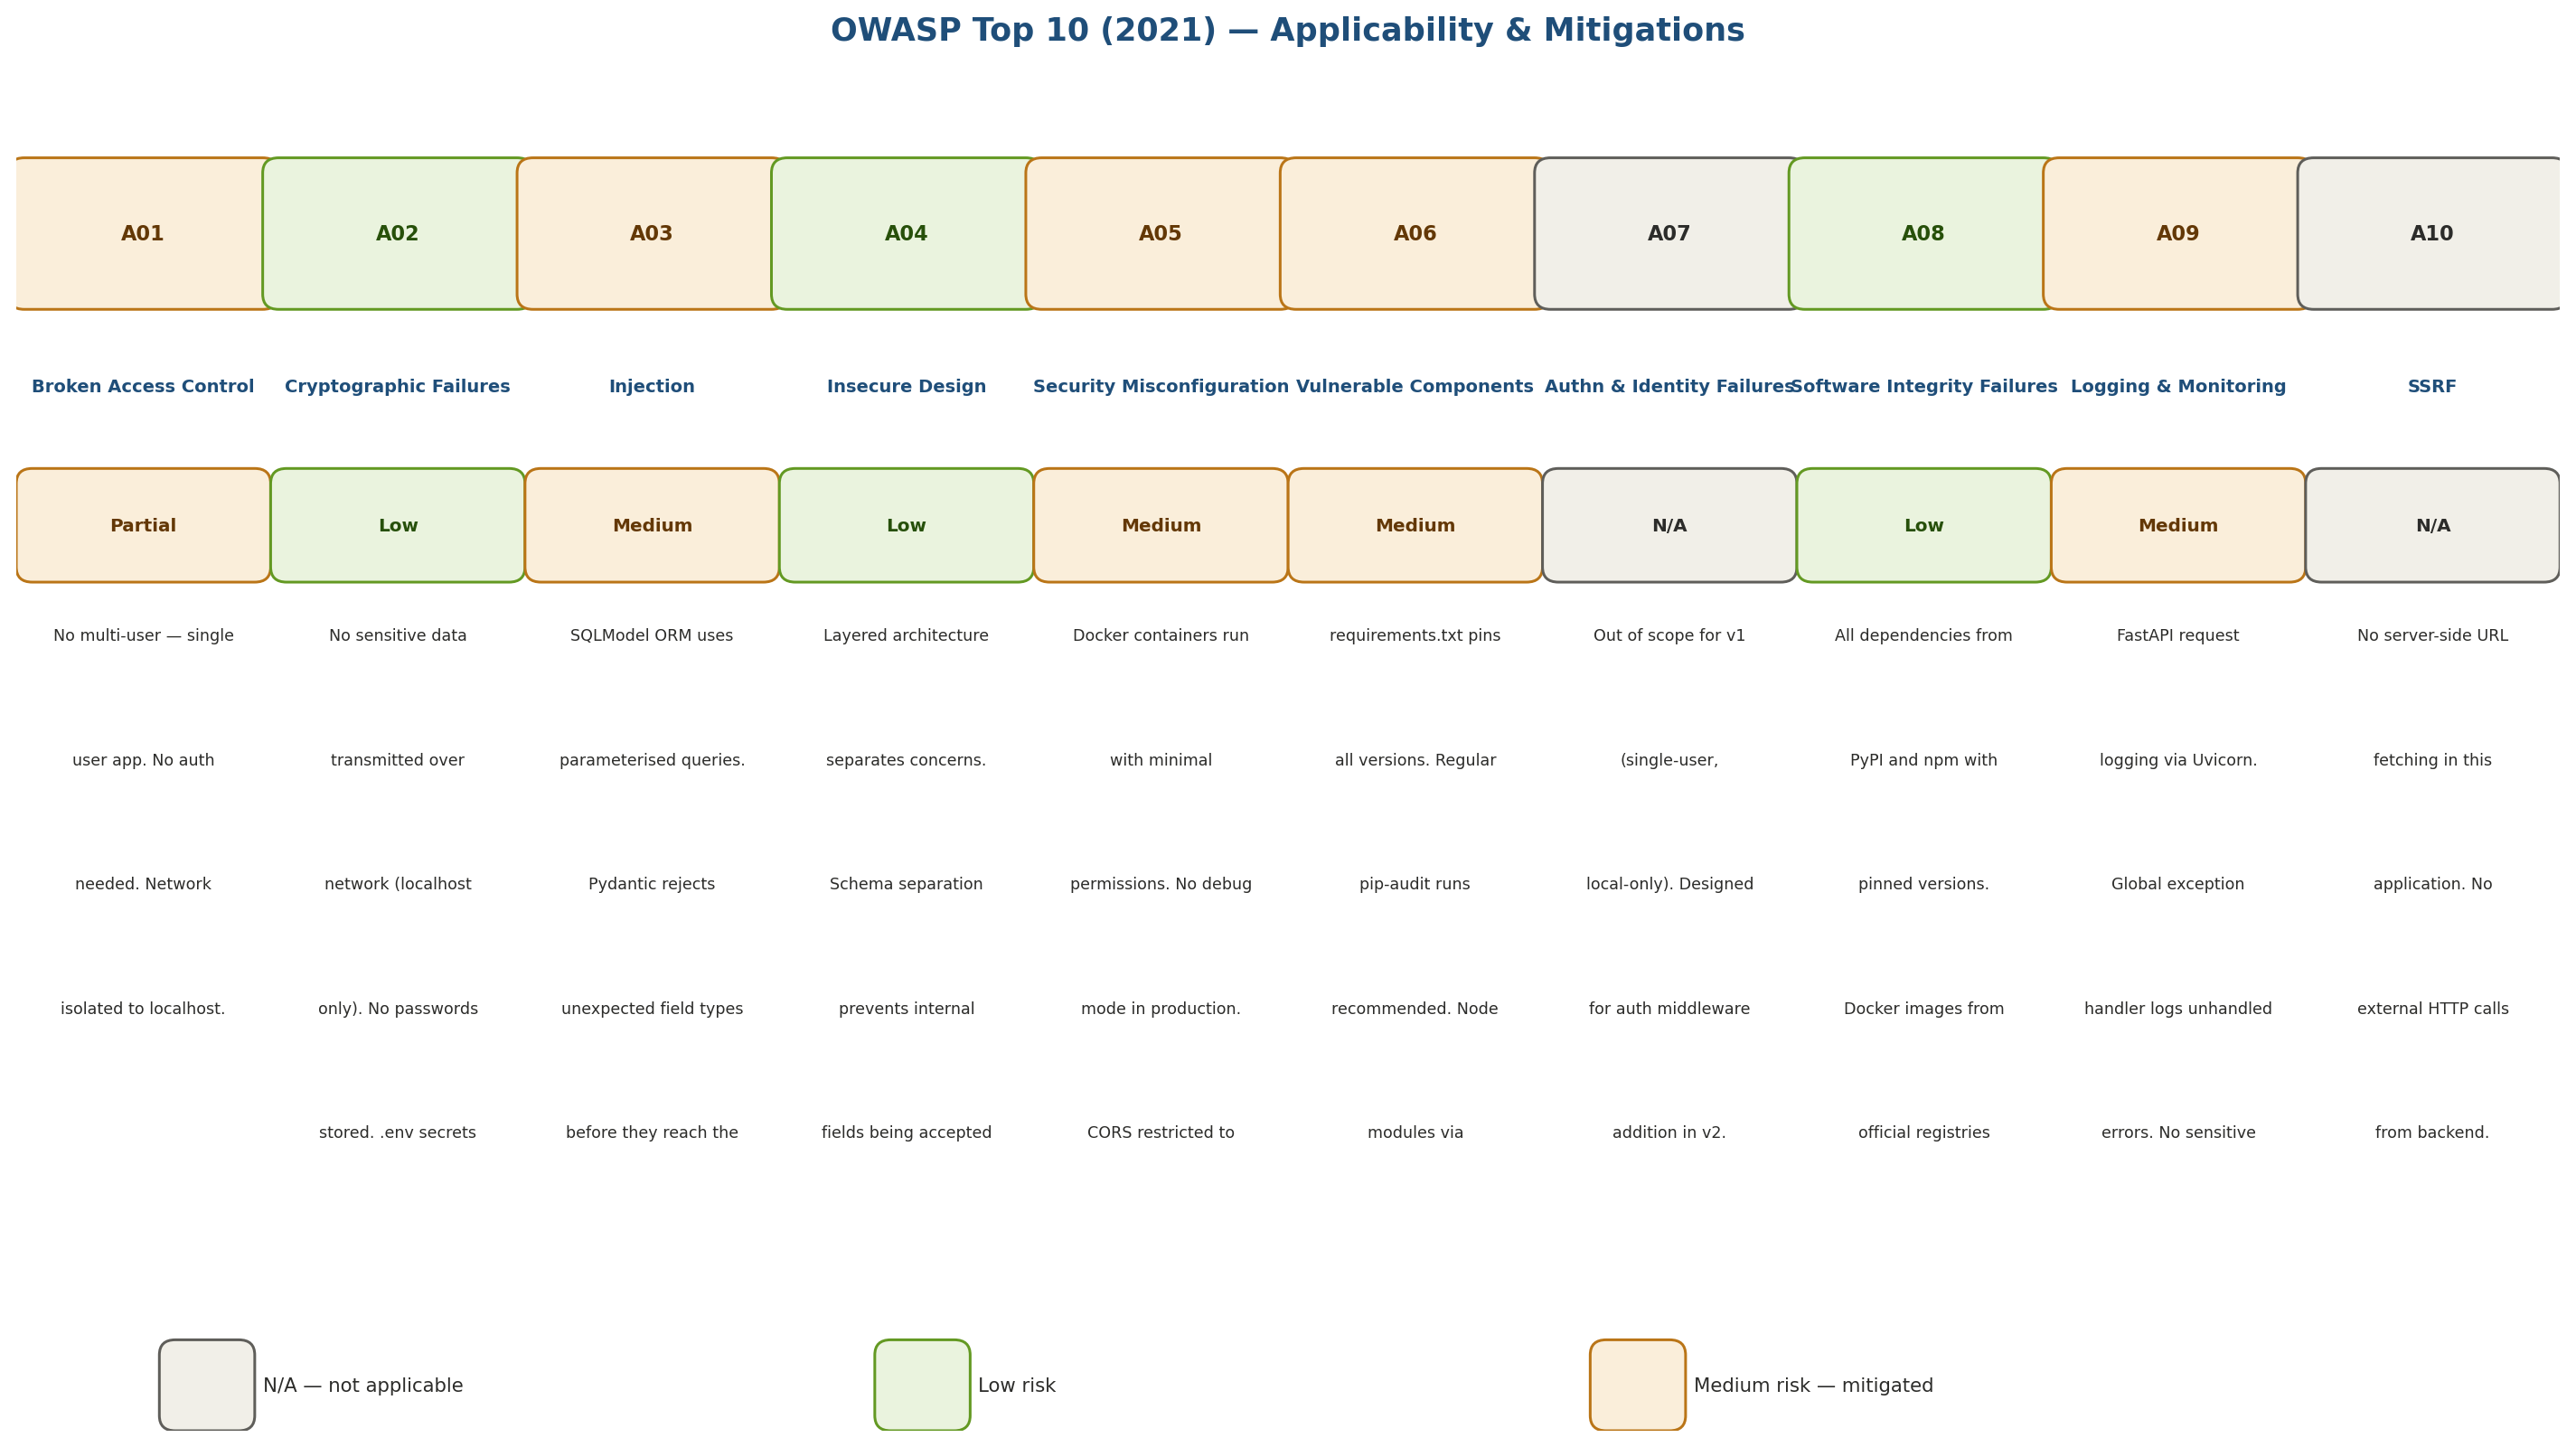 OWASP Top 10 (2021) — Applicability & Mitigations
A01
A02
A03
A04
A05
A06
A07
A08
A09
A10
Broken Access Control
Cryptographic Failures
Injection
Insecure Design
Security Misconfiguration
Vulnerable Components
Authn & Identity Failures
Software Integrity Failures
Logging & Monitoring
SSRF
Partial
Low
Medium
Low
Medium
Medium
N/A
Low
Medium
N/A
No multi-user — single
user app. No auth
needed. Network
isolated to localhost.
No sensitive data
transmitted over
network (localhost
only). No passwords
stored. .env secrets
SQLModel ORM uses
parameterised queries.
Pydantic rejects
unexpected field types
before they reach the
Layered architecture
separates concerns.
Schema separation
prevents internal
fields being accepted
Docker containers run
with minimal
permissions. No debug
mode in production.
CORS restricted to
requirements.txt pins
all versions. Regular
pip-audit runs
recommended. Node
modules via
Out of scope for v1
(single-user,
local-only). Designed
for auth middleware
addition in v2.
All dependencies from
PyPI and npm with
pinned versions.
Docker images from
official registries
FastAPI request
logging via Uvicorn.
Global exception
handler logs unhandled
errors. No sensitive
No server-side URL
fetching in this
application. No
external HTTP calls
from backend.
N/A — not applicable
Low risk
Medium risk — mitigated